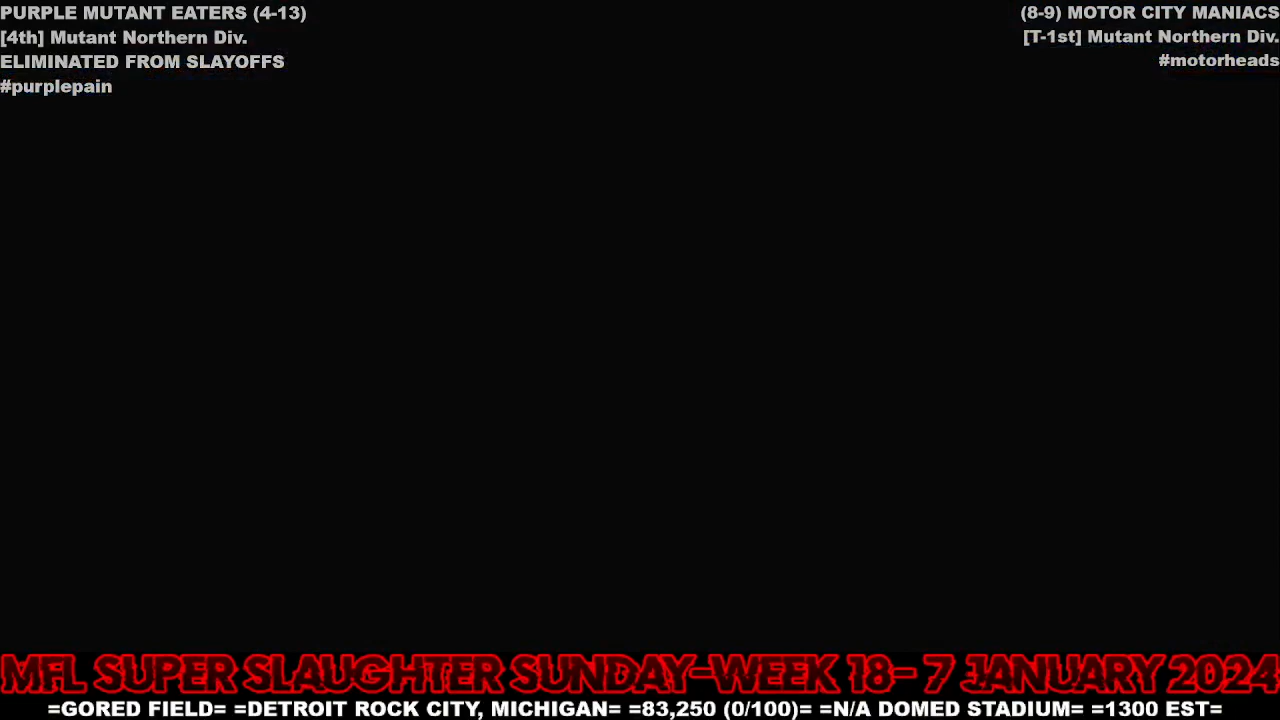 PURPLE MUTANT EATERS (4-13)
[4th] Mutant Northern Div.
ELIMINATED FROM SLAYOFFS
#purplepain
(8-9) MOTOR CITY MANIACS
[T-1st] Mutant Northern Div.
#motorheads
MFL SUPER SLAUGHTER SUNDAY-WEEK 18- 7 JANUARY 2024
=GORED FIELD= =DETROIT ROCK CITY, MICHIGAN= =83,250 (0/100)= =N/A DOMED STADIUM= =1300 EST=